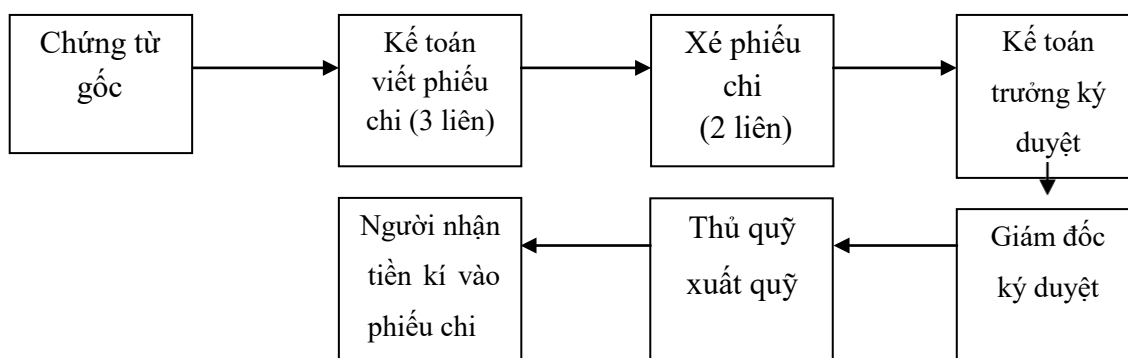 Chứng từ
gốc
Kế toán
viết phiếu
chi (3 liên)
Xé phiếu
chi
(2 liên)
Kế toán
trưởng ký
duyệt
Giám đốc
ký duyệt
Thủ quỹ
xuất quỹ
Người nhận
tiền kí vào
phiếu chi